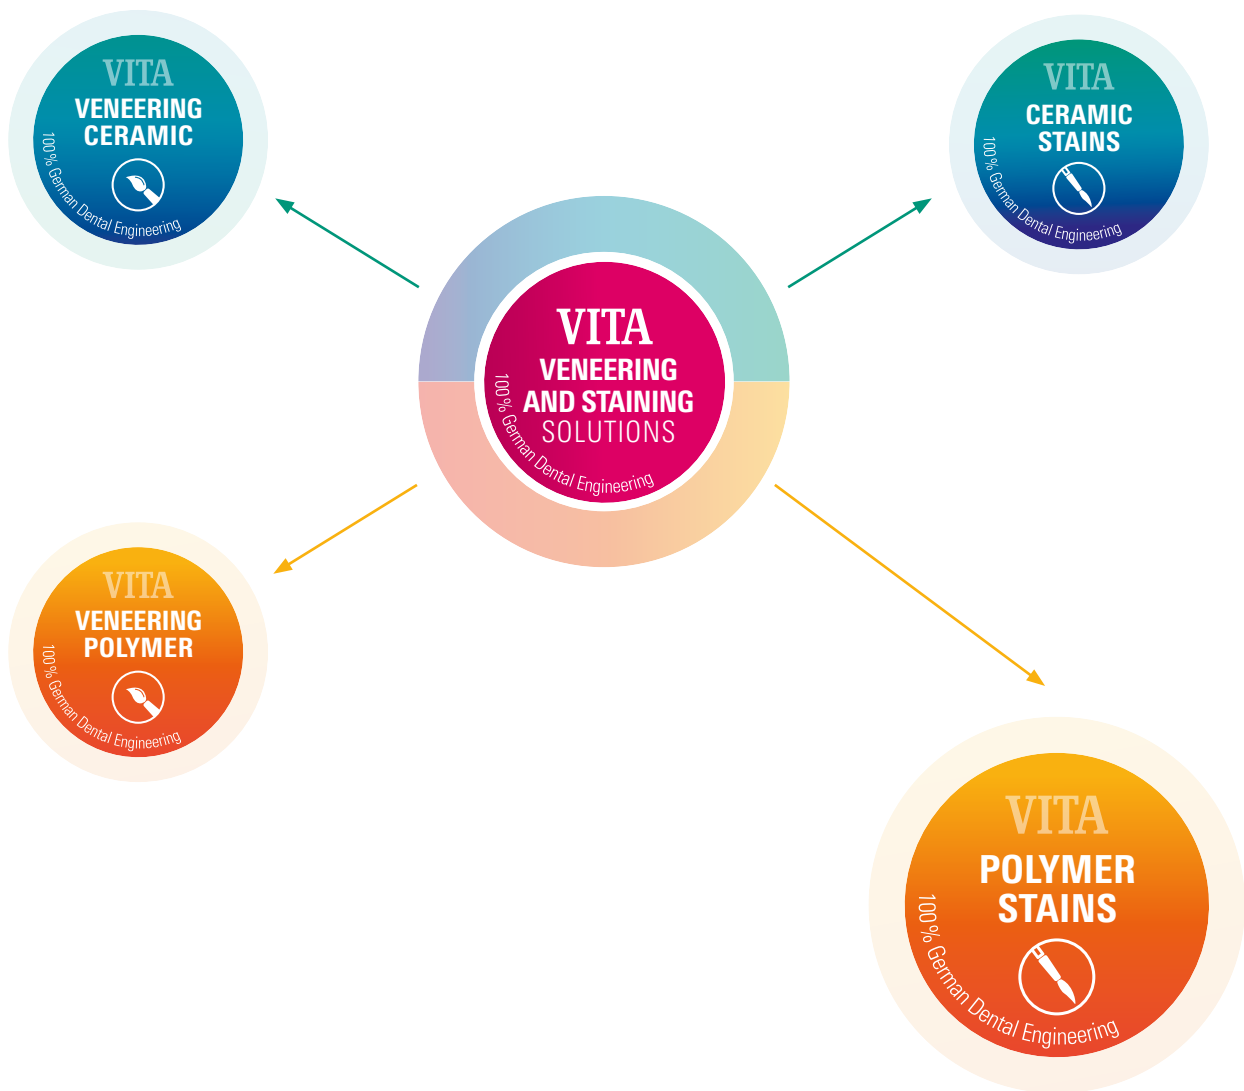 VITA
VENEERING
CERAMIC
100% German Dental Engineering
VITA
CERAMIC
STAINS
100% German Dental Engineering
VITA
VENEERING
AND STAINING
SOLUTIONS
100% German Dental Engineering
VITA
VENEERING
POLYMER
100% German Dental Engineering
VITA
POLYMER
STAINS
100% German Dental Engineering